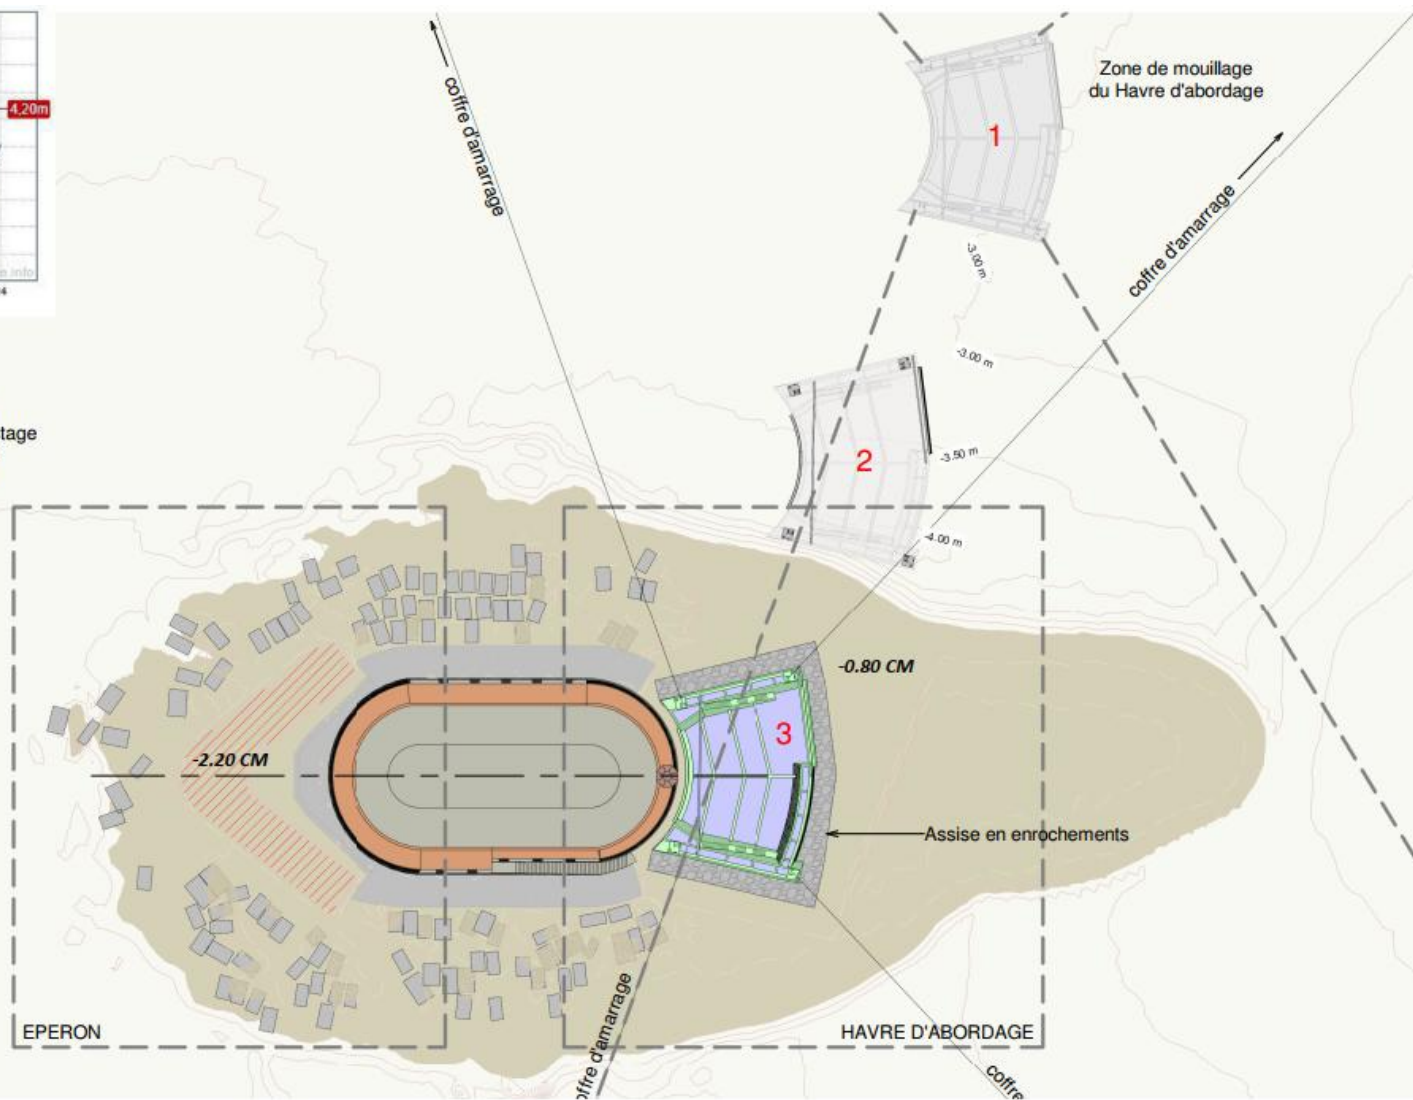 4,20m
Zone de mouillage
du Havre d'abordage
1
coffre d'amarrage
coffre d'amarrage
-3.00 m
-3.00 m
tage
2
-3.50 m
-4.00 m
-0.80 CM
3
-2.20 CM
Assise en enrochements
EPERON
HAVRE D'ABORDAGE
offre d'amarrage
coffre